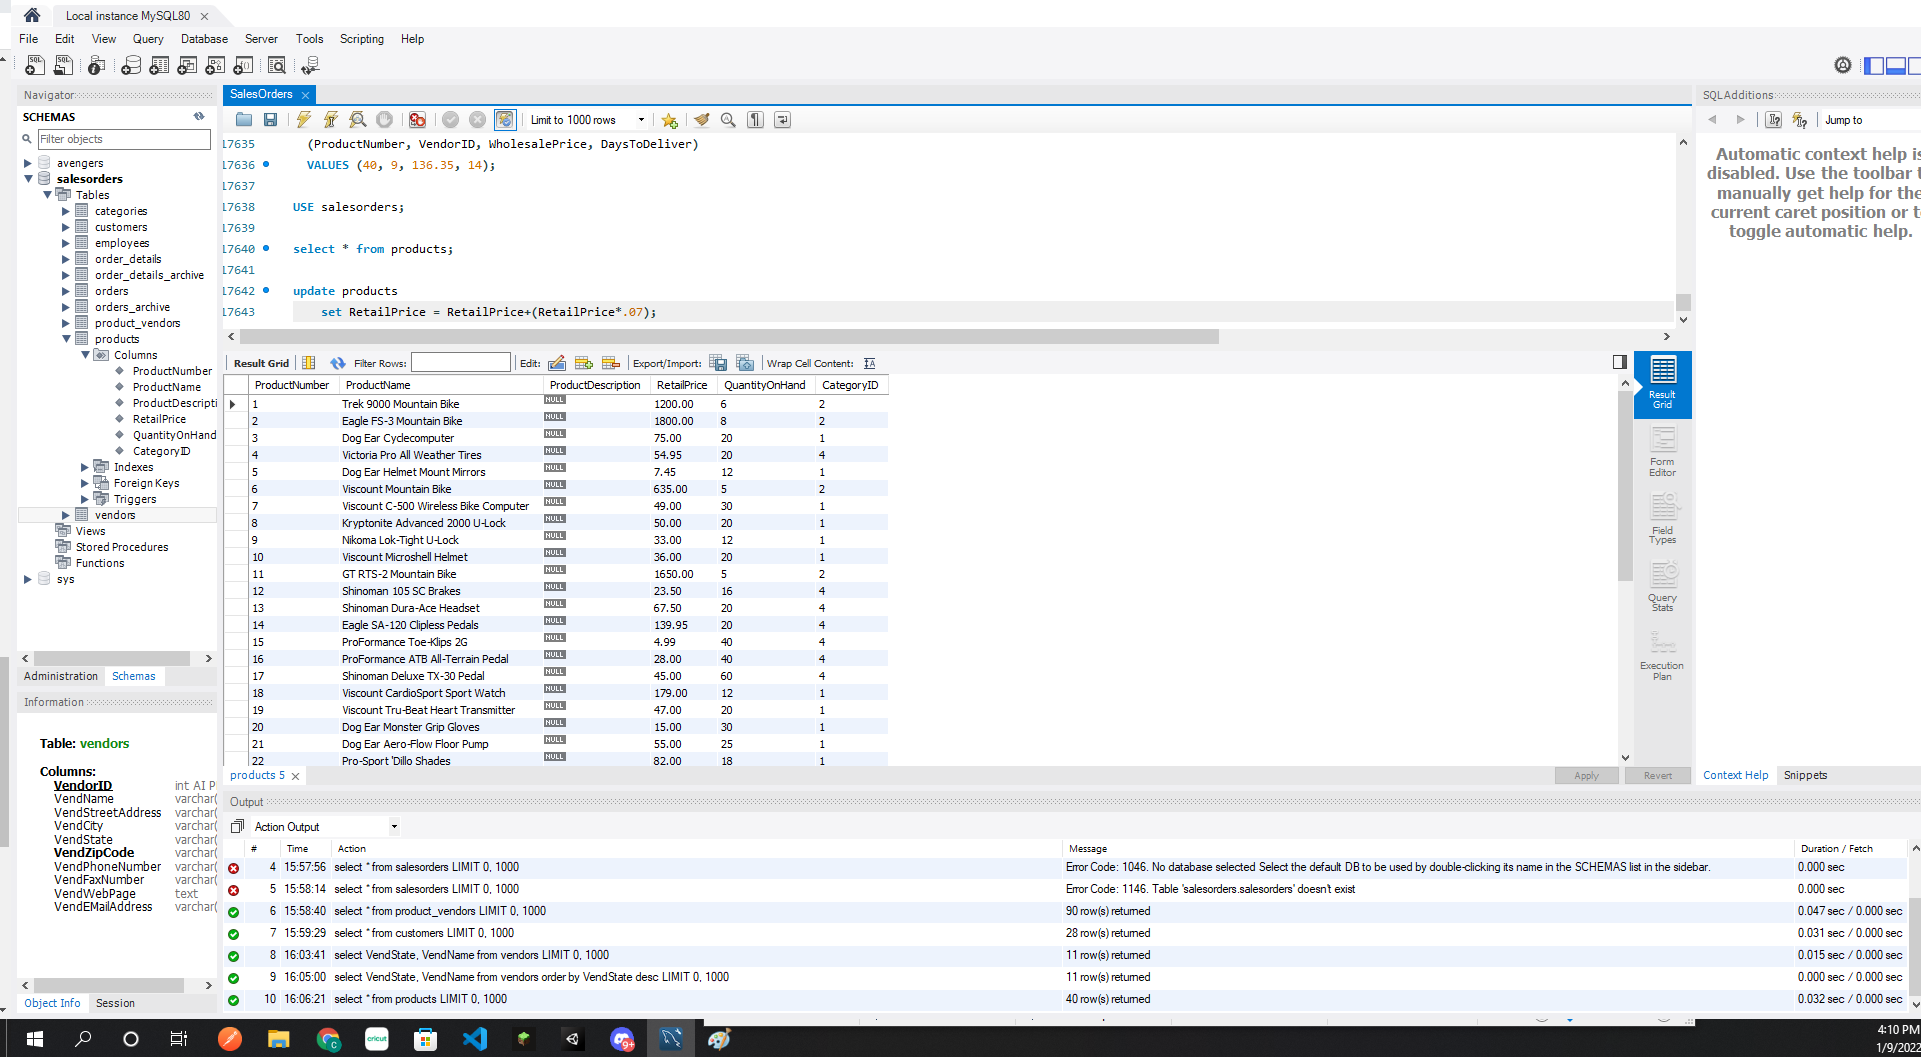 Local instance MySQL80
File Edit View Query Database Server Tools Scripting Help
Navigator
SCHEMAS
Filter objects
avengers
salesorders
Tables
categories
customers
employees
order_details
order_details_archive
orders
orders_archive
product_vendors
products
Columns
ProductNumber
ProductName
ProductDescripti
RetailPrice
QuantityOnHand
CategoryID
Indexes
Foreign Keys
Triggers
vendors
Views
Stored Procedures
Functions
sys
Administration Schemas
Information
Table: vendors
Columns:
VendorID int AI P
VendName varchar(
VendStreetAddress varchar(
VendCity varchar(
VendState varchar(
VendZipCode varchar(
VendPhoneNumber varchar(
VendFaxNumber varchar(
VendWebPage text
VendEMailAddress varchar(
Object Info Session
SalesOrders
Limit to 1000 rows
17635 (ProductNumber, VendorID, WholesalePrice, DaysToDeliver)
17636 VALUES (40, 9, 136.35, 14);
17637
17638 USE salesorders;
17639
17640 select * from products;
17641
17642 update products
17643 set RetailPrice = RetailPrice+(RetailPrice*.07);
Result Grid Filter Rows: Edit: Export/Import: Wrap Cell Content:
ProductNumber ProductName ProductDescription RetailPrice QuantityOnHand CategoryID
1 Trek 9000 Mountain Bike NULL 1200.00 6 2
2 Eagle FS-3 Mountain Bike NULL 1800.00 8 2
3 Dog Ear Cyclecomputer NULL 75.00 20 1
4 Victoria Pro All Weather Tires NULL 54.95 20 4
5 Dog Ear Helmet Mount Mirrors NULL 7.45 12 1
6 Viscount Mountain Bike NULL 635.00 5 2
7 Viscount C-500 Wireless Bike Computer NULL 49.00 30 1
8 Kryptonite Advanced 2000 U-Lock NULL 50.00 20 1
9 Nikoma Lok-Tight U-Lock NULL 33.00 12 1
10 Viscount Microshell Helmet NULL 36.00 20 1
11 GT RTS-2 Mountain Bike NULL 1650.00 5 2
12 Shinoman 105 SC Brakes NULL 23.50 16 4
13 Shinoman Dura-Ace Headset NULL 67.50 20 4
14 Eagle SA-120 Clipless Pedals NULL 139.95 20 4
15 ProFormance Toe-Klips 2G NULL 4.99 40 4
16 ProFormance ATB All-Terrain Pedal NULL 28.00 40 4
17 Shinoman Deluxe TX-30 Pedal NULL 45.00 60 4
18 Viscount CardioSport Sport Watch NULL 179.00 12 1
19 Viscount Tru-Beat Heart Transmitter NULL 47.00 20 1
20 Dog Ear Monster Grip Gloves NULL 15.00 30 1
21 Dog Ear Aero-Flow Floor Pump NULL 55.00 25 1
22 Pro-Sport 'Dillo Shades NULL 82.00 18 1
Result
Grid
Form
Editor
Field
Types
Query
Stats
Execution
Plan
products 5
Apply Revert
SQLAdditions
Jump to
Automatic context help is
disabled. Use the toolbar t
manually get help for the
current caret position or to
toggle automatic help.
Context Help Snippets
Output
Action Output
# Time Action Message Duration / Fetch
4 15:57:56 select * from salesorders LIMIT 0, 1000 Error Code: 1046. No database selected Select the default DB to be used by double-clicking its name in the SCHEMAS list in the sidebar. 0.000 sec
5 15:58:14 select * from salesorders LIMIT 0, 1000 Error Code: 1146. Table 'salesorders.salesorders' doesn't exist 0.000 sec
6 15:58:40 select * from product_vendors LIMIT 0, 1000 90 row(s) returned 0.047 sec / 0.000 sec
7 15:59:29 select * from customers LIMIT 0, 1000 28 row(s) returned 0.031 sec / 0.000 sec
8 16:03:41 select VendState, VendName from vendors LIMIT 0, 1000 11 row(s) returned 0.015 sec / 0.000 sec
9 16:05:00 select VendState, VendName from vendors order by VendState desc LIMIT 0, 1000 11 row(s) returned 0.000 sec / 0.000 sec
10 16:06:21 select * from products LIMIT 0, 1000 40 row(s) returned 0.032 sec / 0.000 sec
cricut
9+
4:10 PM
1/9/2022